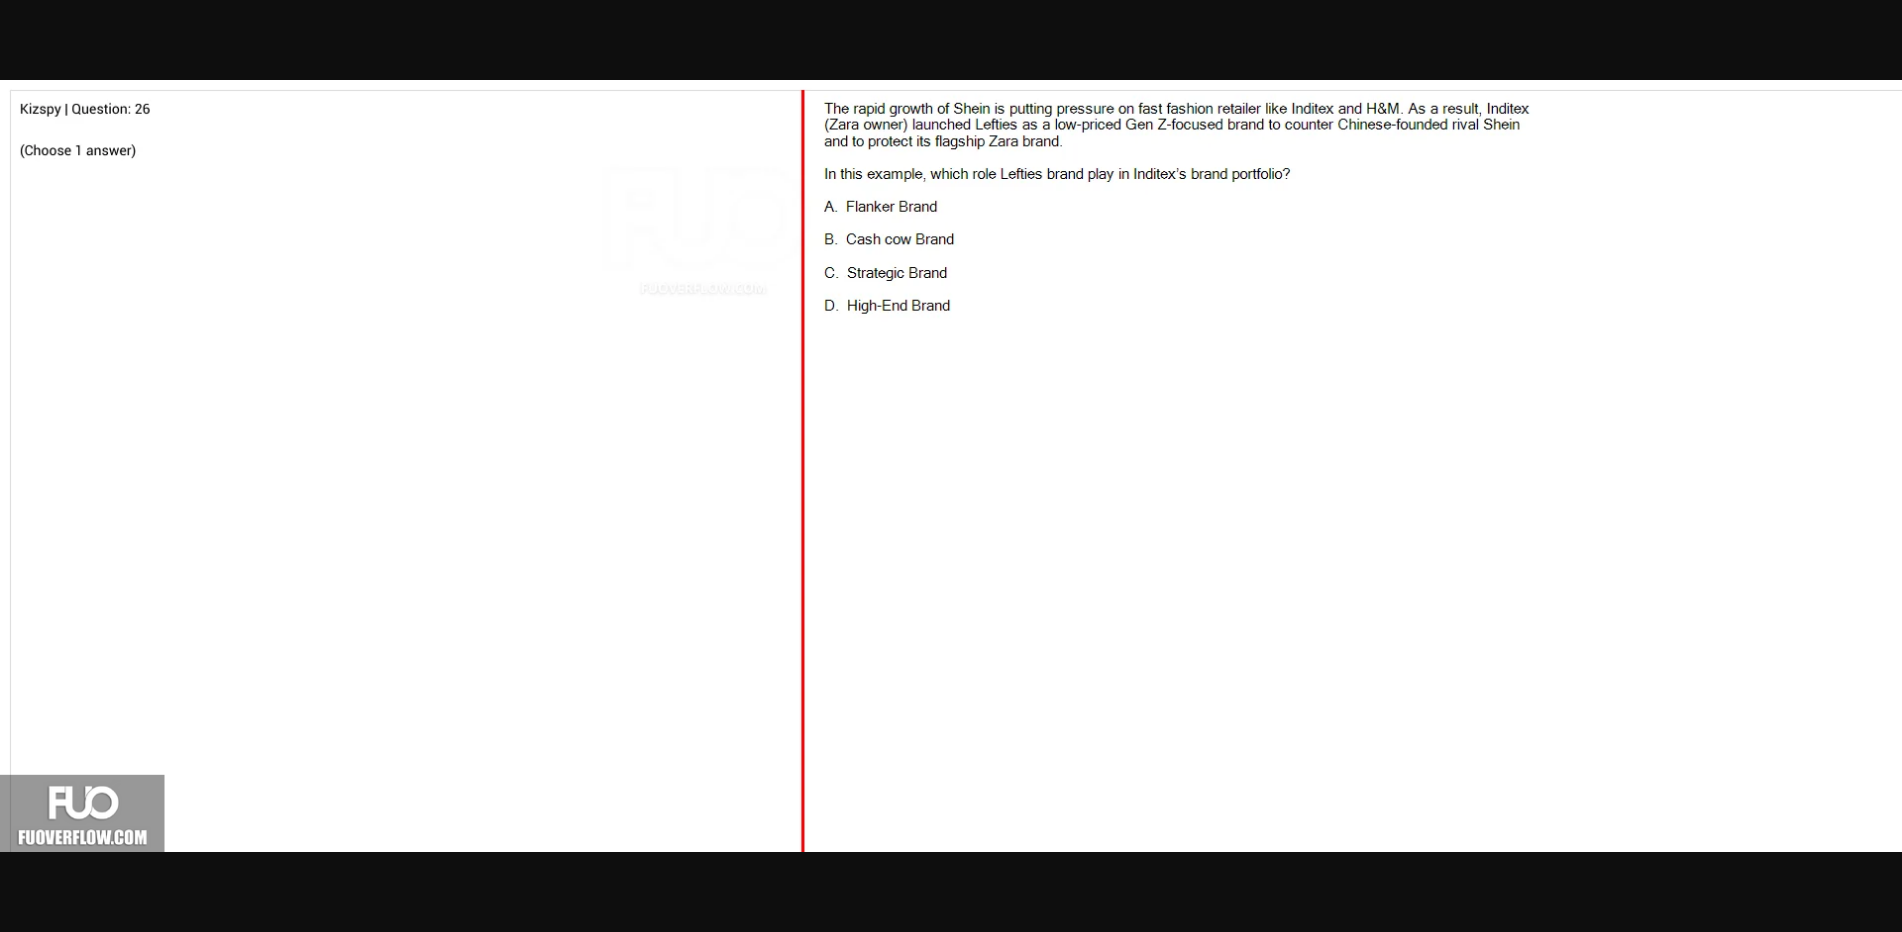 Kizspy | Question: 26
(Choose 1 answer)
The rapid growth of Shein is putting pressure on fast fashion retailer like Inditex and H&M. As a result, Inditex
(Zara owner) launched Lefties as a low-priced Gen Z-focused brand to counter Chinese-founded rival Shein
and to protect its flagship Zara brand.
In this example, which role Lefties brand play in Inditex's brand portfolio?
A. Flanker Brand
B. Cash cow Brand
C. Strategic Brand
D. High-End Brand
FUO
FUOVERFLOW.COM
FUO
FUOVERFLOW.COM